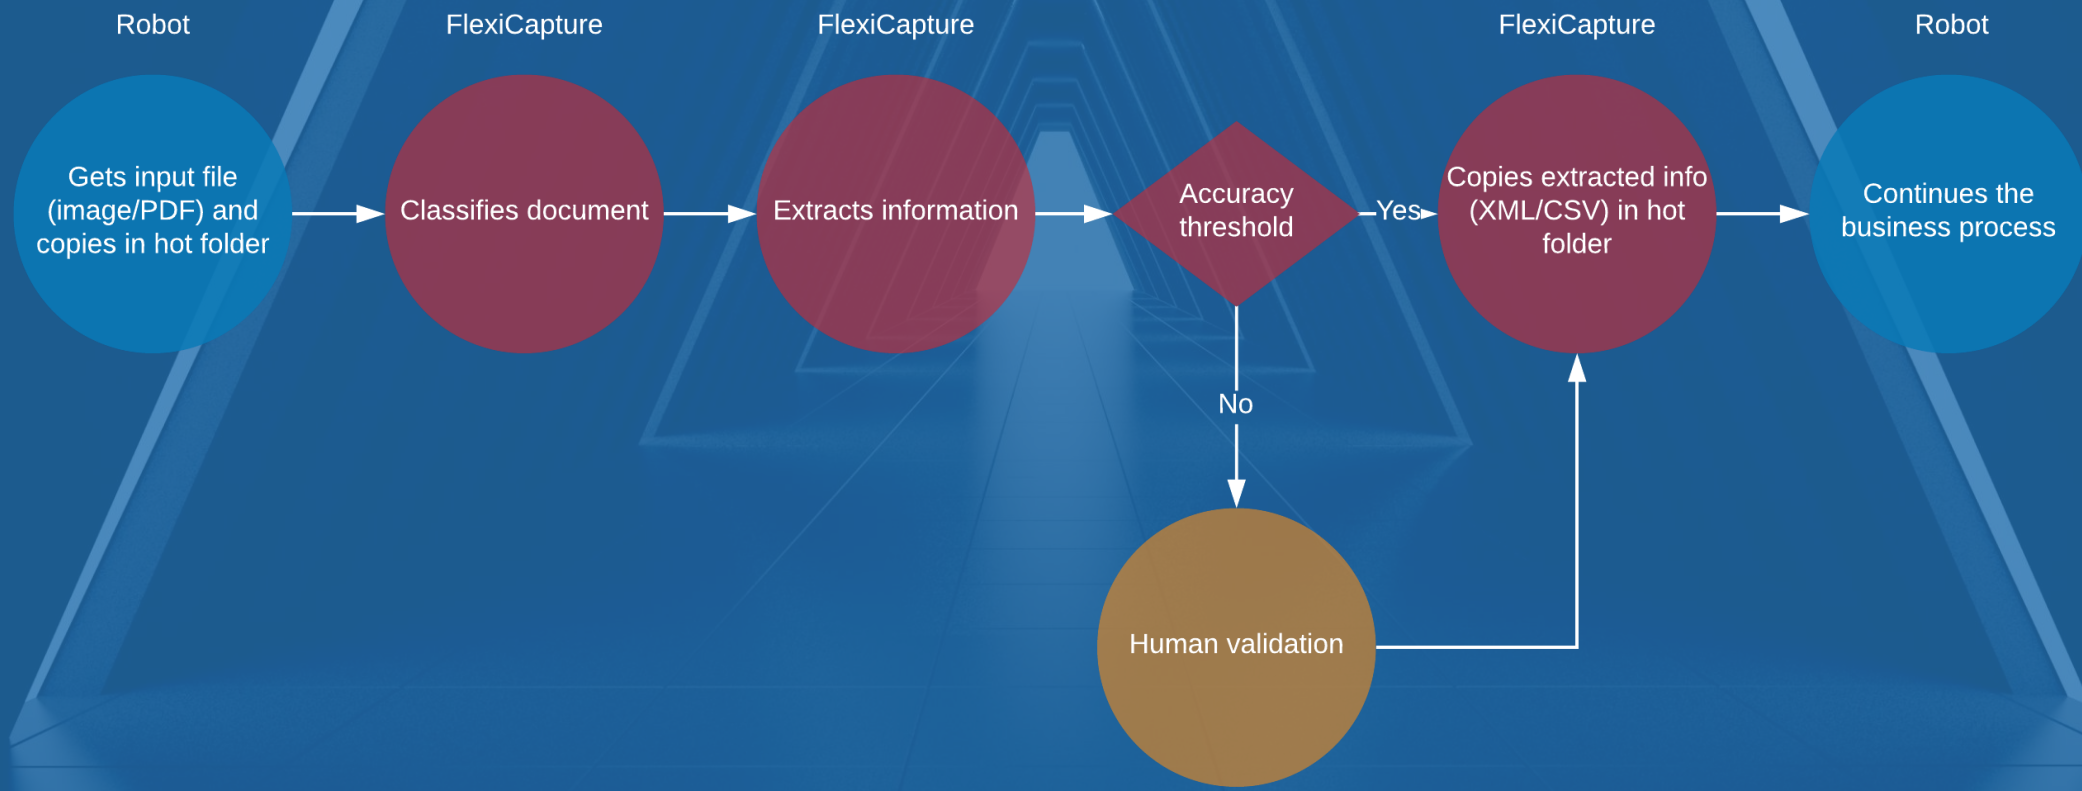 Robot
FlexiCapture
FlexiCapture
FlexiCapture
Robot
Gets input file
(image/PDF) and
copies in hot folder
Classifies document
Extracts information
Accuracy
threshold
Yes
Copies extracted info
(XML/CSV) in hot
folder
Continues the
business process
No
Human validation